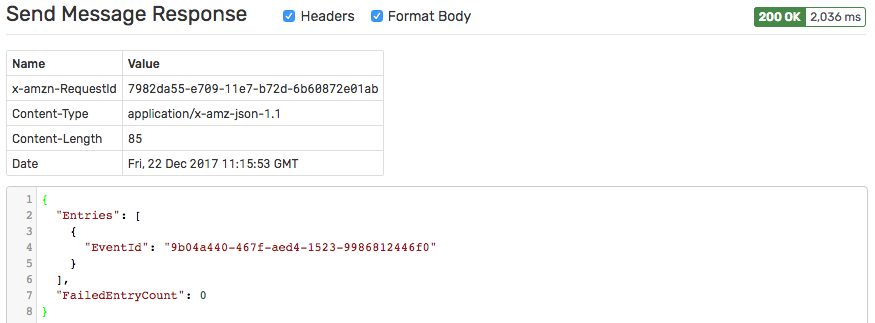 Send Message Response Headers Format Body 200 OK 2,036 ms
Name Value
x-amzn-RequestId 7982da55-e709-11e7-b72d-6b60872e01ab
Content-Type application/x-amz-json-1.1
Content-Length 85
Date Fri, 22 Dec 2017 11:15:53 GMT
1 {
2 "Entries": [
3 {
4 "EventId": "9b04a440-467f-aed4-1523-9986812446f0"
5 }
6 ],
7 "FailedEntryCount": 0
8 }